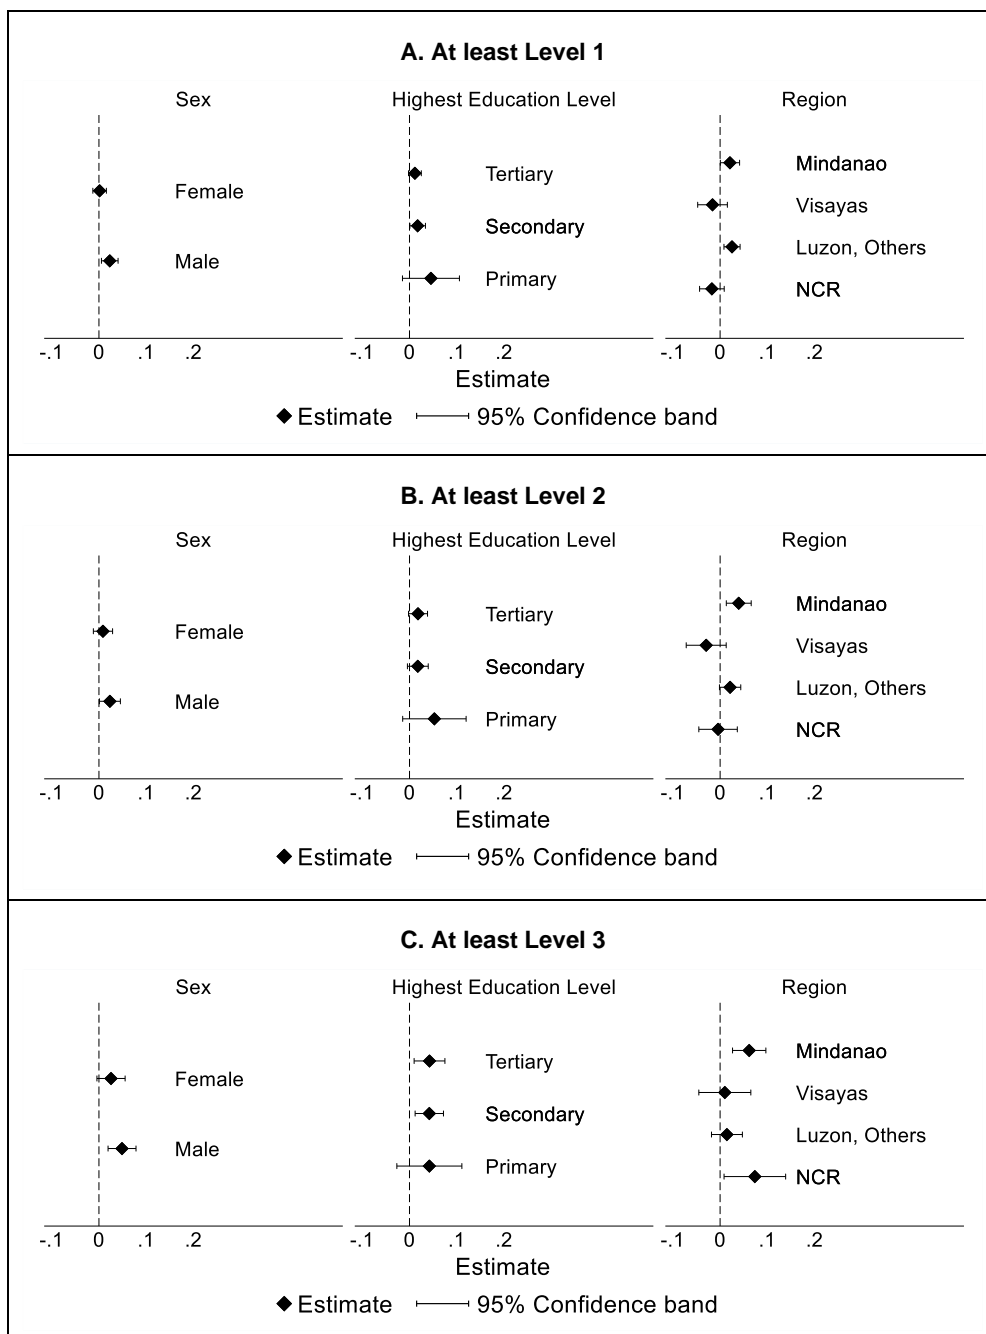 A. At least Level 1
Sex
Highest Education Level
Region
Female
Male
Tertiary
Secondary
Primary
Mindanao
Visayas
Luzon, Others
NCR
-.1 0 .1 .2
-.1 0 .1 .2
-.1 0 .1 .2
Estimate
Estimate
95% Confidence band
B. At least Level 2
Sex
Highest Education Level
Region
Female
Male
Tertiary
Secondary
Primary
Mindanao
Visayas
Luzon, Others
NCR
-.1 0 .1 .2
-.1 0 .1 .2
-.1 0 .1 .2
Estimate
Estimate
95% Confidence band
C. At least Level 3
Sex
Highest Education Level
Region
Female
Male
Tertiary
Secondary
Primary
Mindanao
Visayas
Luzon, Others
NCR
-.1 0 .1 .2
-.1 0 .1 .2
-.1 0 .1 .2
Estimate
Estimate
95% Confidence band